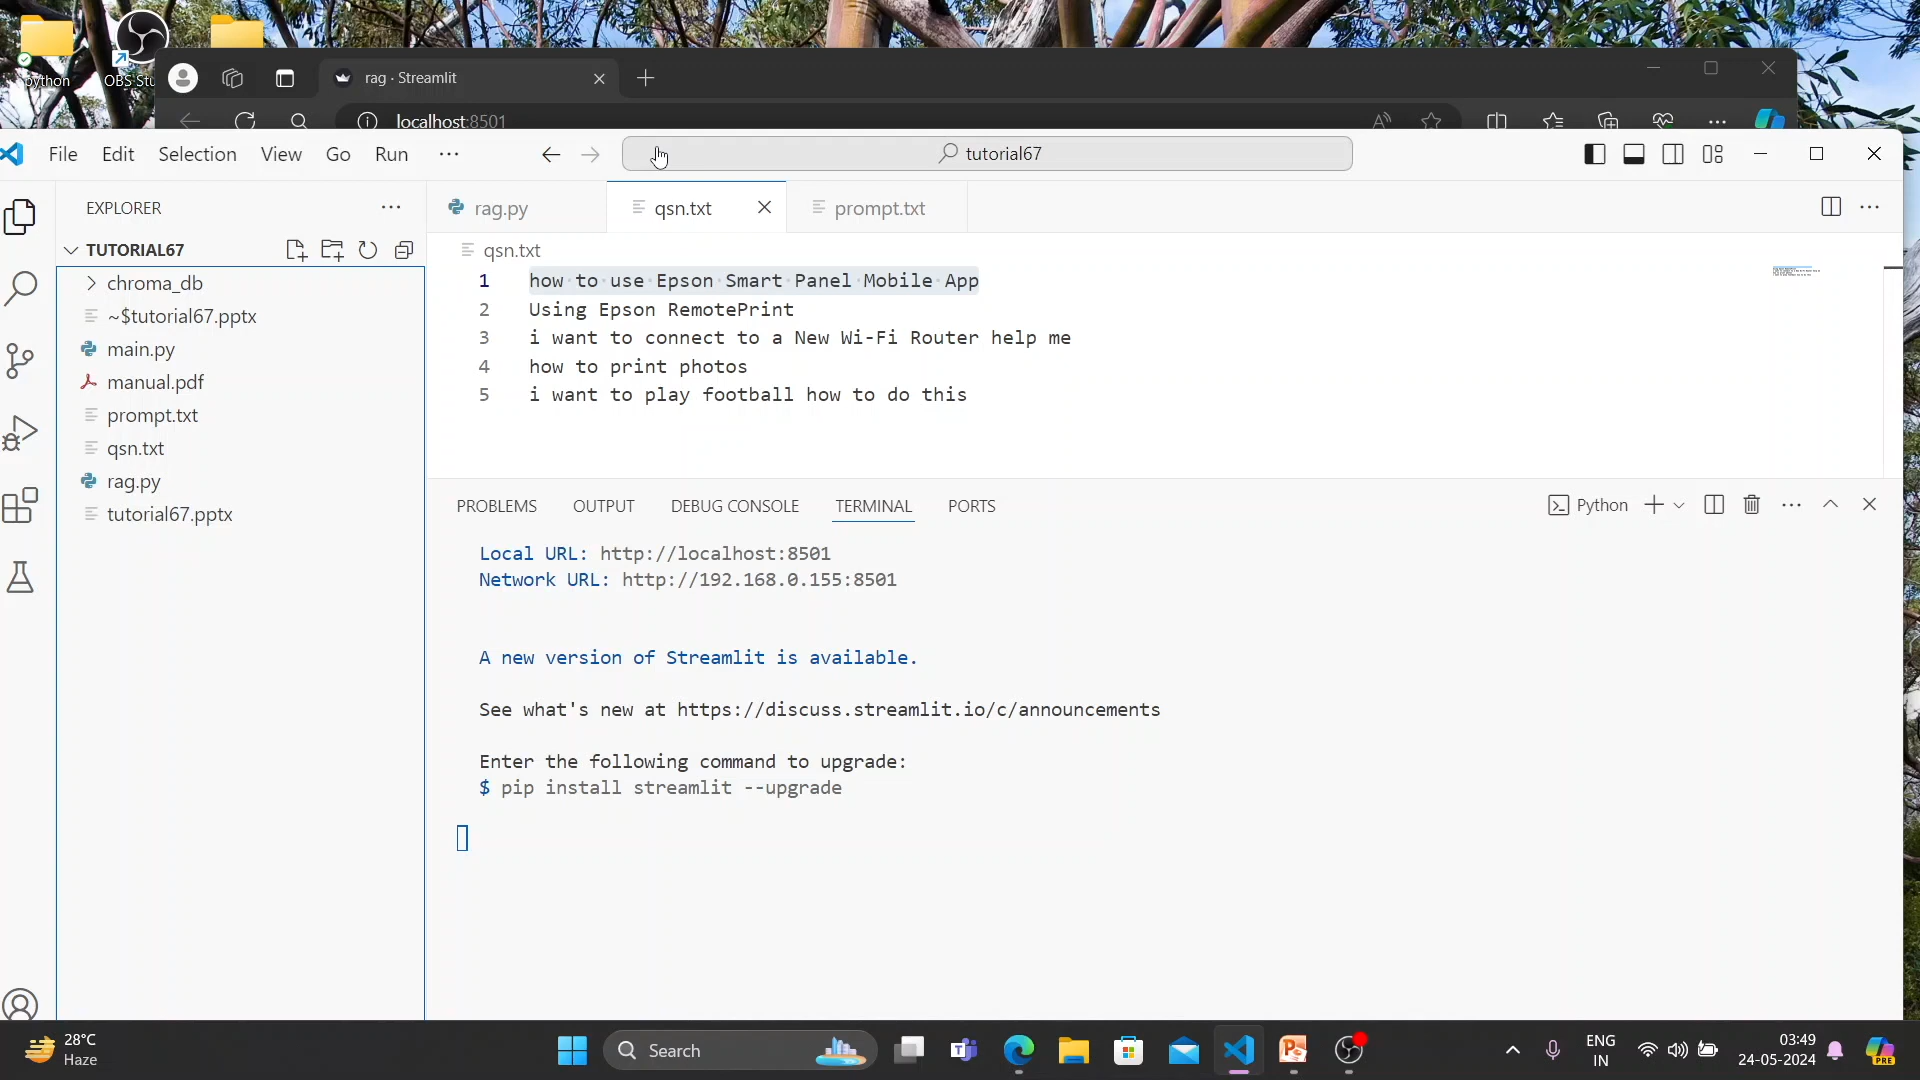 python
OBS Stu
rag · Streamlit
localhost:8501
File Edit Selection View Go Run ···
tutorial67
EXPLORER
rag.py
qsn.txt
prompt.txt
TUTORIAL67
chroma_db
~$tutorial67.pptx
main.py
manual.pdf
prompt.txt
qsn.txt
rag.py
tutorial67.pptx
qsn.txt
1 how to use Epson Smart Panel Mobile App
2 Using Epson RemotePrint
3 i want to connect to a New Wi-Fi Router help me
4 how to print photos
5 i want to play football how to do this
PROBLEMS OUTPUT DEBUG CONSOLE TERMINAL PORTS
Python
Local URL: http://localhost:8501
Network URL: http://192.168.0.155:8501
A new version of Streamlit is available.
See what's new at https://discuss.streamlit.io/c/announcements
Enter the following command to upgrade:
$ pip install streamlit --upgrade
28°C
Haze
Search
ENG
IN
03:49
24-05-2024
PRE